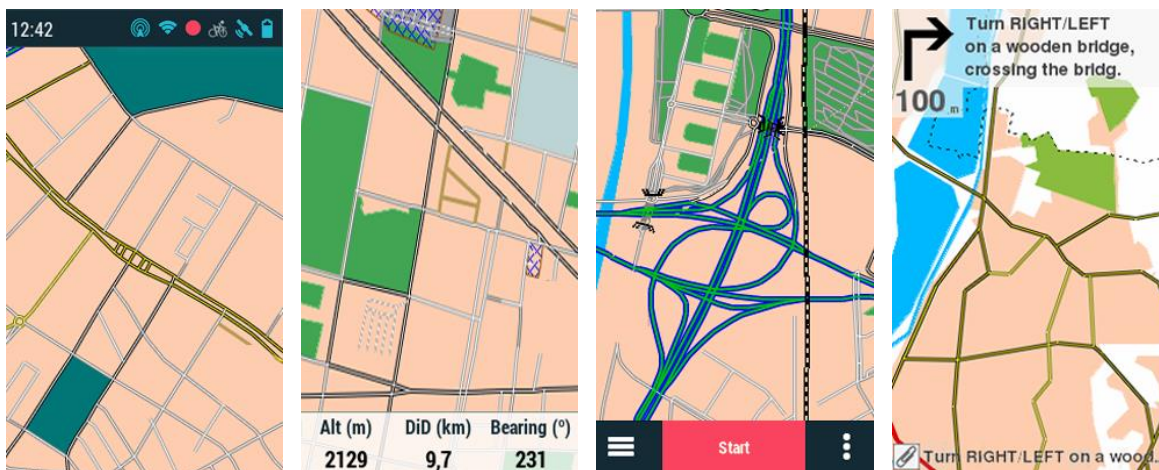 12:42
Alt (m) DiD (km) Bearing (º)
2129 9,7 231
Start
Turn RIGHT/LEFT
on a wooden bridge,
crossing the bridg.
100 m
Turn RIGHT/LEFT on a wood..